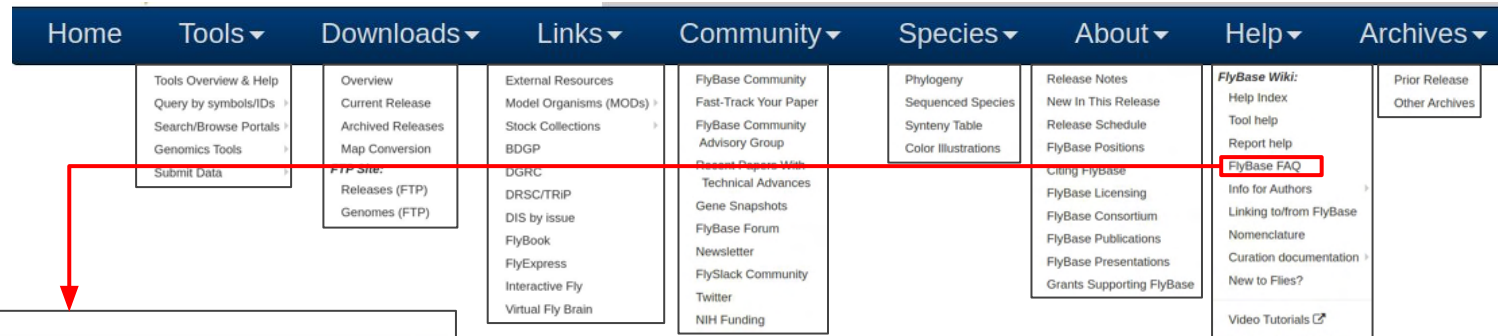 Home Tools Downloads Links Community Species About Help Archives
Tools Overview & Help
Query by symbols/IDs
Search/Browse Portals
Genomics Tools
Submit Data
Overview
Current Release
Archived Releases
Map Conversion
FTP Site:
Releases (FTP)
Genomes (FTP)
External Resources
Model Organisms (MODs)
Stock Collections
BDGP
DGRC
DRSC/TRiP
DIS by issue
FlyBook
FlyExpress
Interactive Fly
Virtual Fly Brain
FlyBase Community
Fast-Track Your Paper
FlyBase Community
Advisory Group
Recent Papers With
Technical Advances
Gene Snapshots
FlyBase Forum
Newsletter
FlySlack Community
Twitter
NIH Funding
Phylogeny
Sequenced Species
Synteny Table
Color Illustrations
Release Notes
New In This Release
Release Schedule
FlyBase Positions
Citing FlyBase
FlyBase Licensing
FlyBase Consortium
FlyBase Publications
FlyBase Presentations
Grants Supporting FlyBase
FlyBase Wiki:
Help Index
Tool help
Report help
FlyBase FAQ
Info for Authors
Linking to/from FlyBase
Nomenclature
Curation documentation
New to Flies?
Video Tutorials
Prior Release
Other Archives